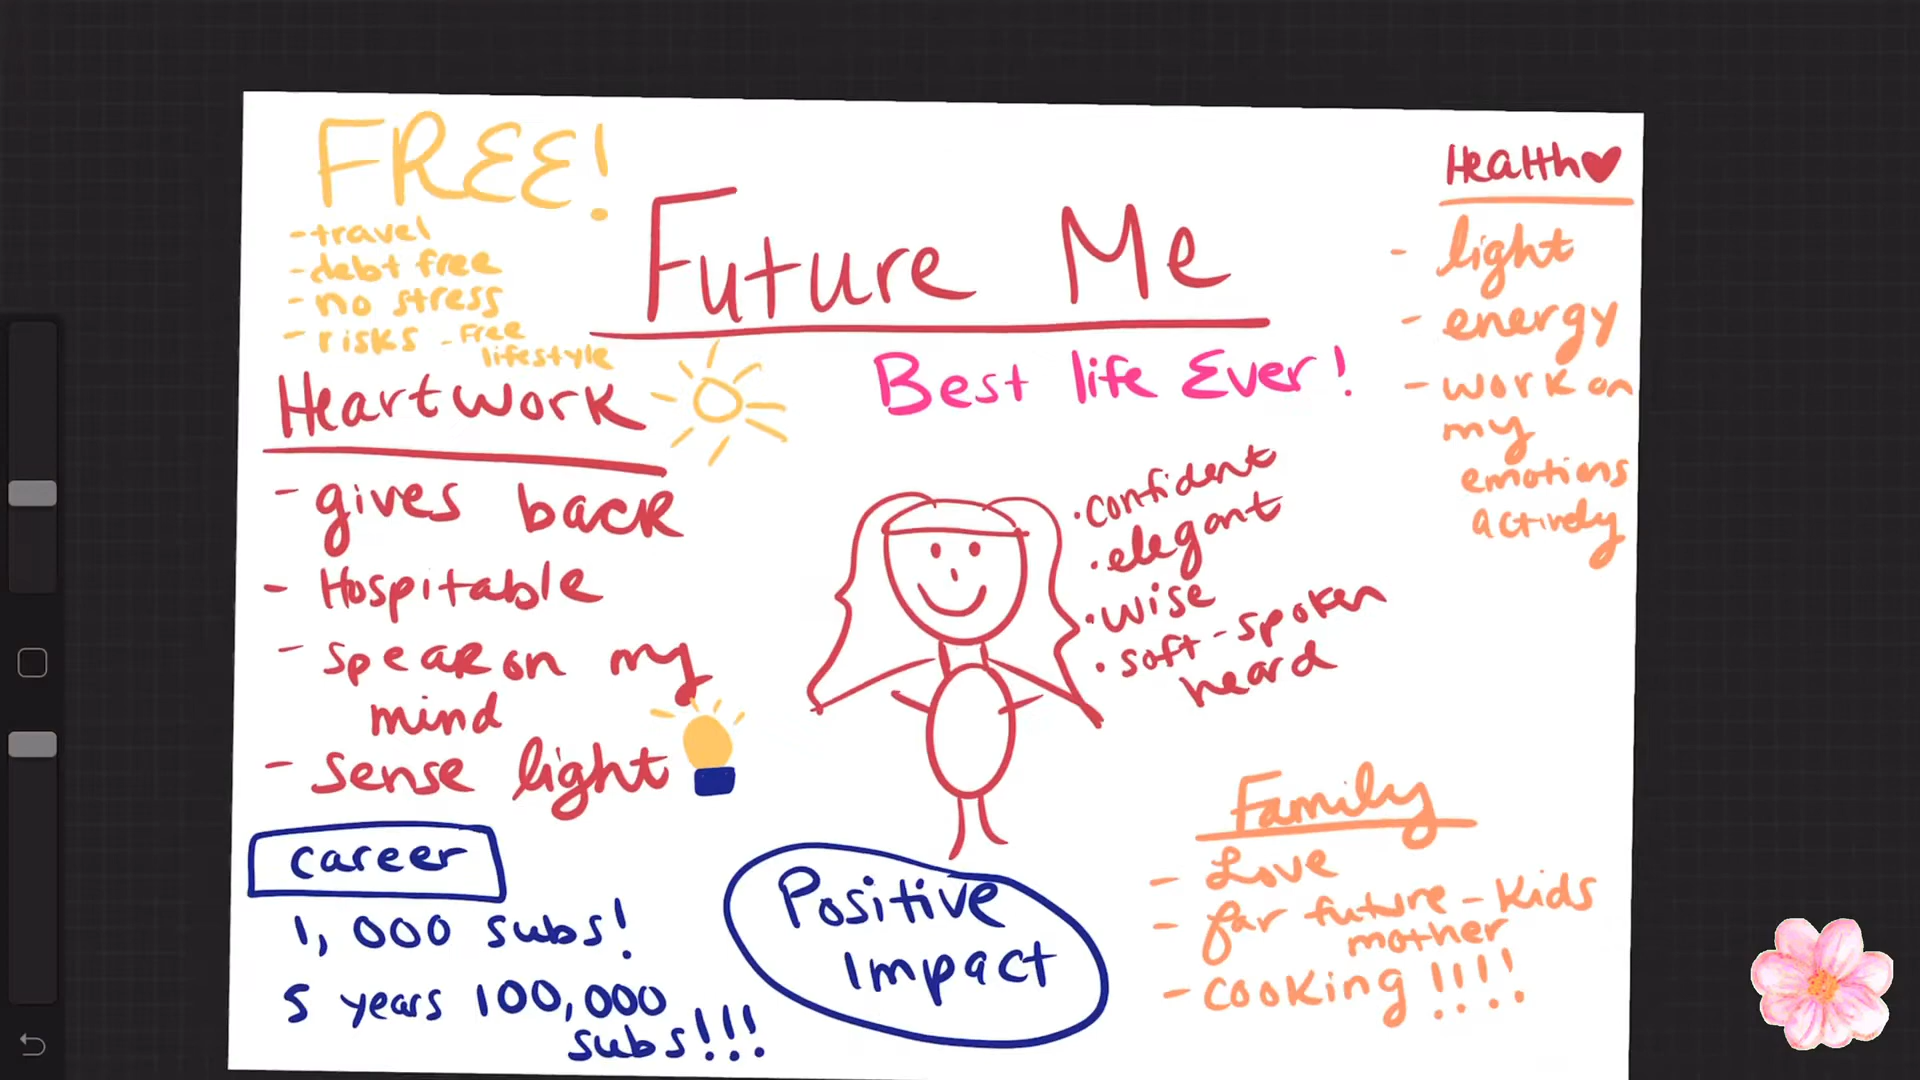 FREE!
-travel
-debt free
-no stress
-risks -free
lifestyle
Future Me
Best life Ever!
Health
- light
- energy
- work on
my
emotions
actively
Heartwork
- gives back
- Hospitable
- speak on my
mind
- sense light
·confident
·elegant
·wise
·soft-spoken
heard
career
1,000 subs!
5 years 100,000
subs!!!
Positive
Impact
Family
- Love
- far future - Kids
mother
- cooking!!!!